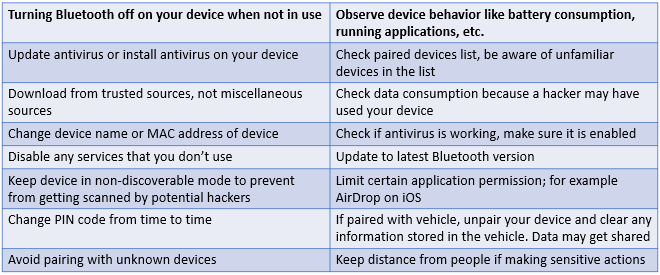 Turning Bluetooth off on your device when not in use
Observe device behavior like battery consumption,
running applications, etc.
Update antivirus or install antivirus on your device
Check paired devices list, be aware of unfamiliar
devices in the list
Download from trusted sources, not miscellaneous
sources
Check data consumption because a hacker may have
used your device
Change device name or MAC address of device
Check if antivirus is working, make sure it is enabled
Disable any services that you don’t use
Update to latest Bluetooth version
Keep device in non-discoverable mode to prevent
from getting scanned by potential hackers
Limit certain application permission; for example
AirDrop on iOS
Change PIN code from time to time
If paired with vehicle, unpair your device and clear any
information stored in the vehicle. Data may get shared
Avoid pairing with unknown devices
Keep distance from people if making sensitive actions